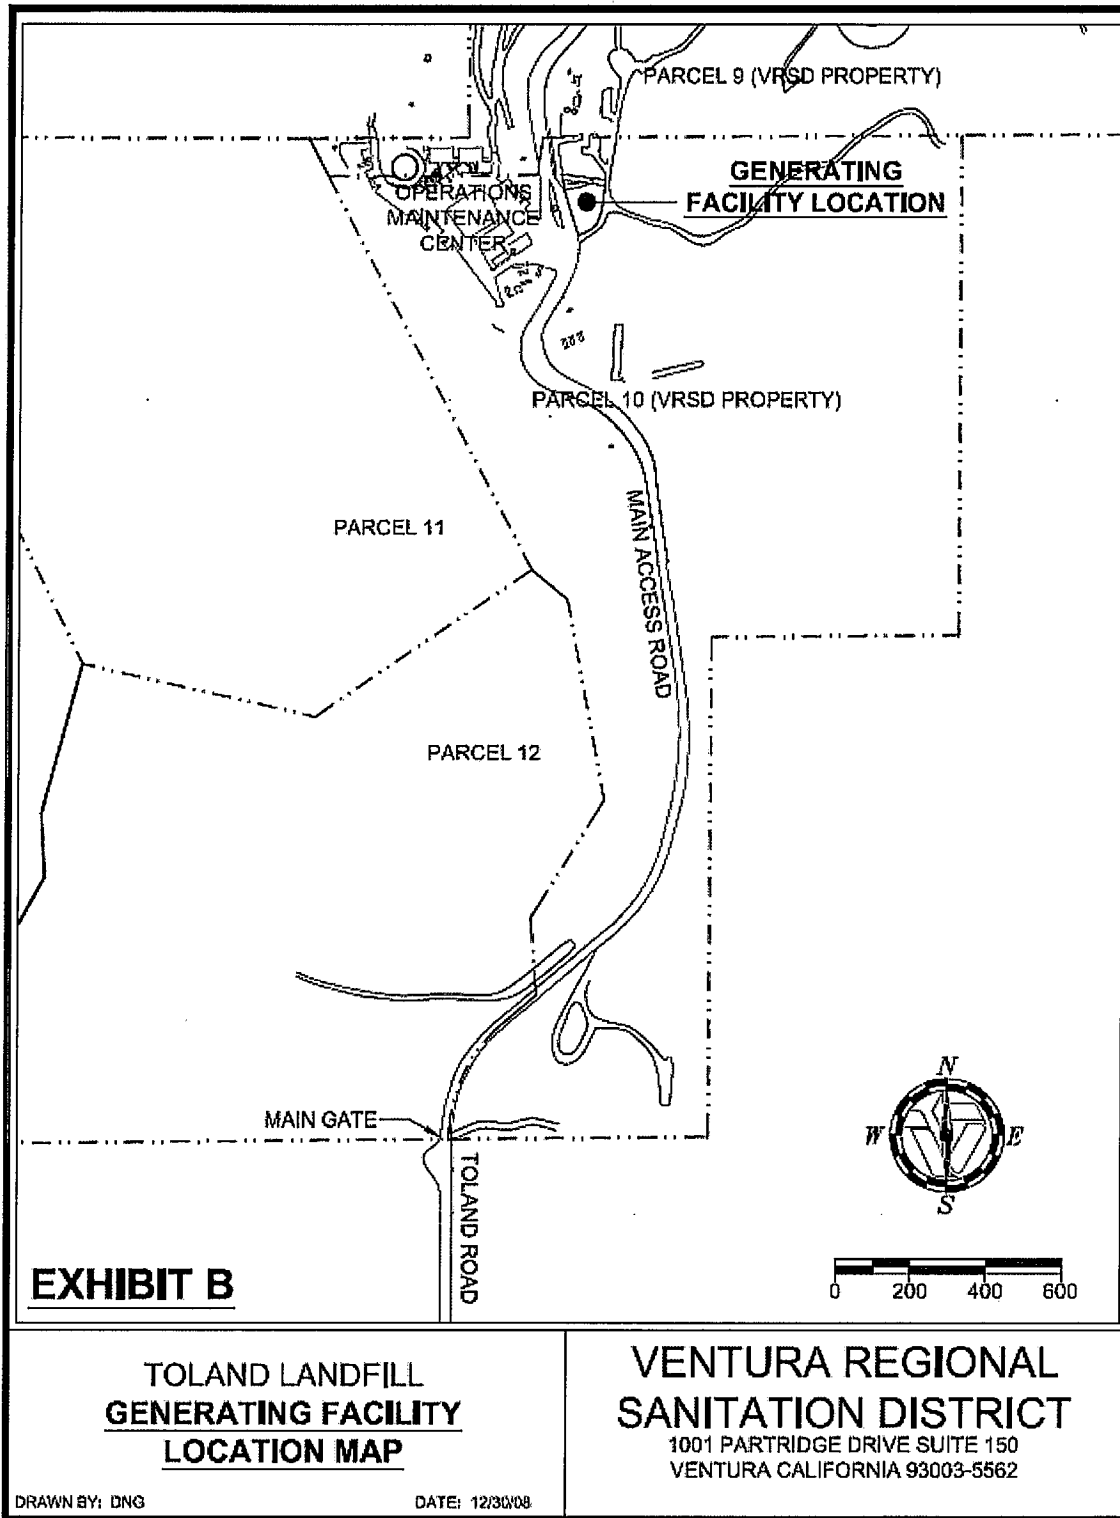 PARCEL 9 (VRSD PROPERTY)
GENERATING
FACILITY LOCATION
OPERATIONS
MAINTENANCE
CENTER
PARCEL 10 (VRSD PROPERTY)
PARCEL 11
MAIN ACCESS ROAD
PARCEL 12
MAIN GATE
TOLAND ROAD
N
W
E
S
0 200 400 600
EXHIBIT B
TOLAND LANDFILL
GENERATING FACILITY
LOCATION MAP
DRAWN BY: DNG
DATE: 12/30/08
VENTURA REGIONAL
SANITATION DISTRICT
1001 PARTRIDGE DRIVE SUITE 150
VENTURA CALIFORNIA 93003-5562